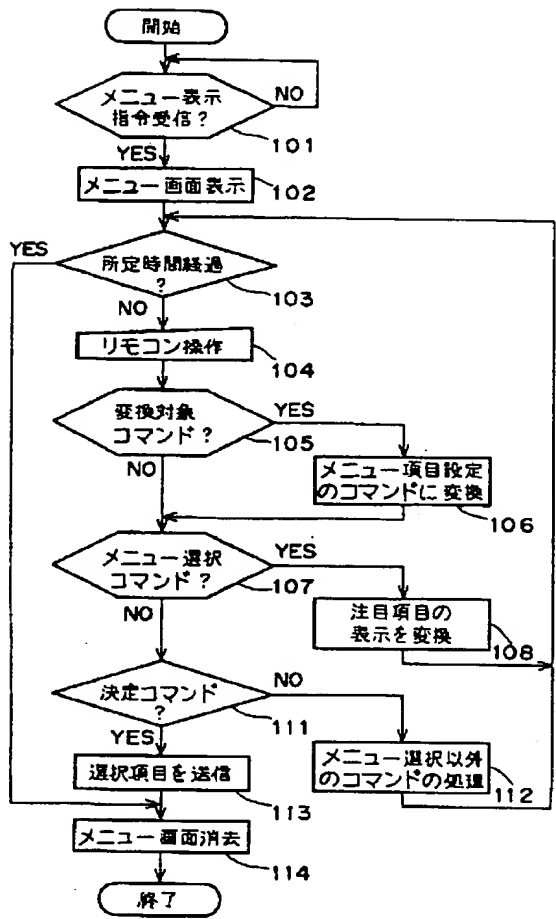 開始
メニュー表示
指令受信?
NO
101
YES
メニュー画面表示
102
YES
所定時間経過
?
103
NO
リモコン操作
104
変換対象
コマンド?
YES
105
NO
メニュー項目設定
のコマンドに変換
106
メニュー選択
コマンド?
YES
107
NO
注目項目の
表示を変換
108
決定コマンド
?
NO
111
YES
選択項目を送信
113
メニュー選択以外
のコマンドの処理
112
メニュー画面消去
114
終了